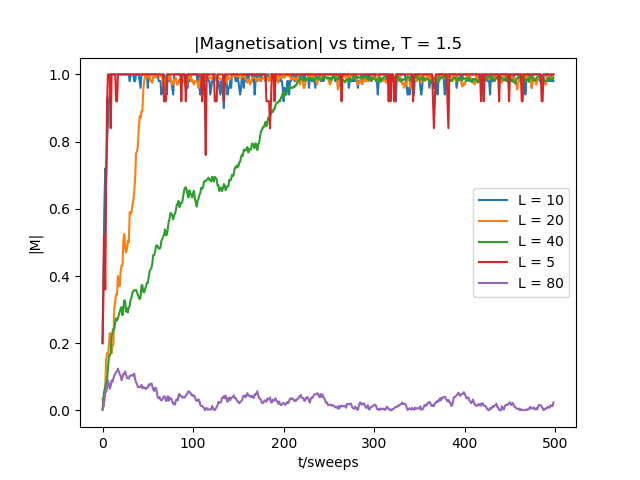 |Magnetisation| vs time, T = 1.5
|M|
1.0
0.8
0.6
0.4
0.2
0.0
L = 10
L = 20
L = 40
L = 5
L = 80
0 100 200 300 400 500
t/sweeps